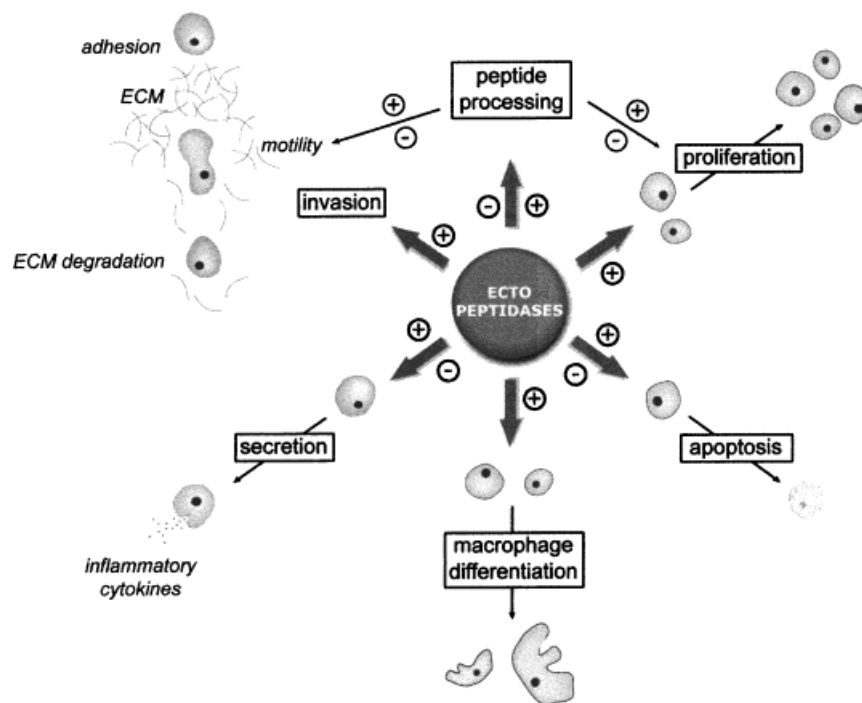 adhesion
ECM
motility
ECM degradation
peptide
processing
+
-
+
-
invasion
+
-
+
proliferation
+
ECTO
PEPTIDASES
+
-
secretion
inflammatory
cytokines
+
macrophage
differentiation
+
-
apoptosis